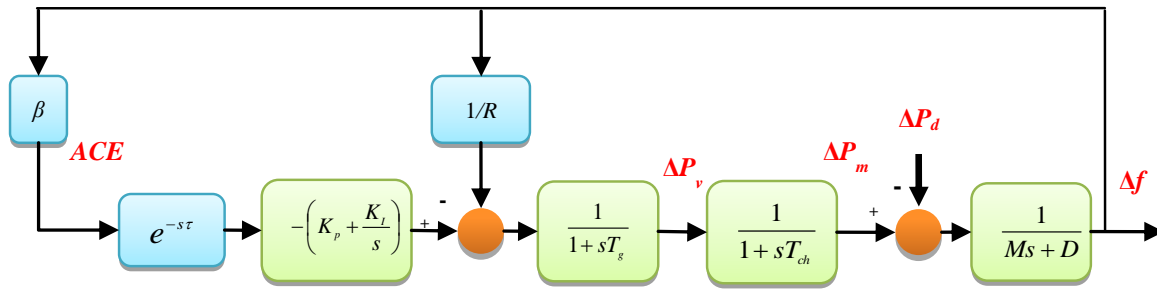 β
1/R
ACE
ΔP_d
ΔP_v
ΔP_m
Δf
e^{-sτ}
-(K_p + K_I/s)
+
-
1/(1+sT_g)
1/(1+sT_ch)
+
-
1/(Ms+D)